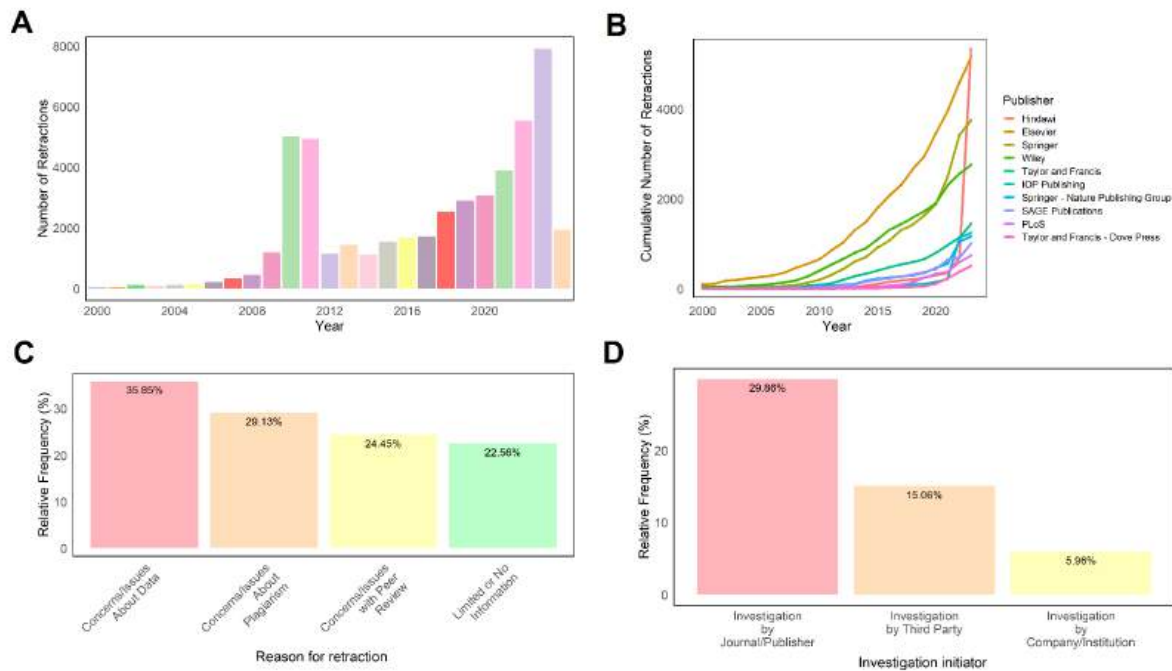 A
8000
6000
4000
2000
0
Number of Retractions
2000
2004
2008
2012
2016
2020
Year
B
4000
2000
0
Cumulative Number of Retractions
2000
2005
2010
2015
2020
Year
Publisher
Hindawi
Elsevier
Springer
Wiley
Taylor and Francis
IOP Publishing
Springer - Nature Publishing Group
SAGE Publications
PLoS
Taylor and Francis - Dove Press
C
30
20
10
0
Relative Frequency (%)
35.85%
29.13%
24.45%
22.56%
Concerns/Issues
About Data
Concerns/Issues
About
Plagiarism
Concerns/Issues
with Peer
Review
Limited or No
Information
Reason for retraction
D
20
10
0
Relative Frequency (%)
29.86%
15.06%
5.96%
Investigation
by
Journal/Publisher
Investigation
by Third Party
Investigation
by
Company/Institution
Investigation initiator